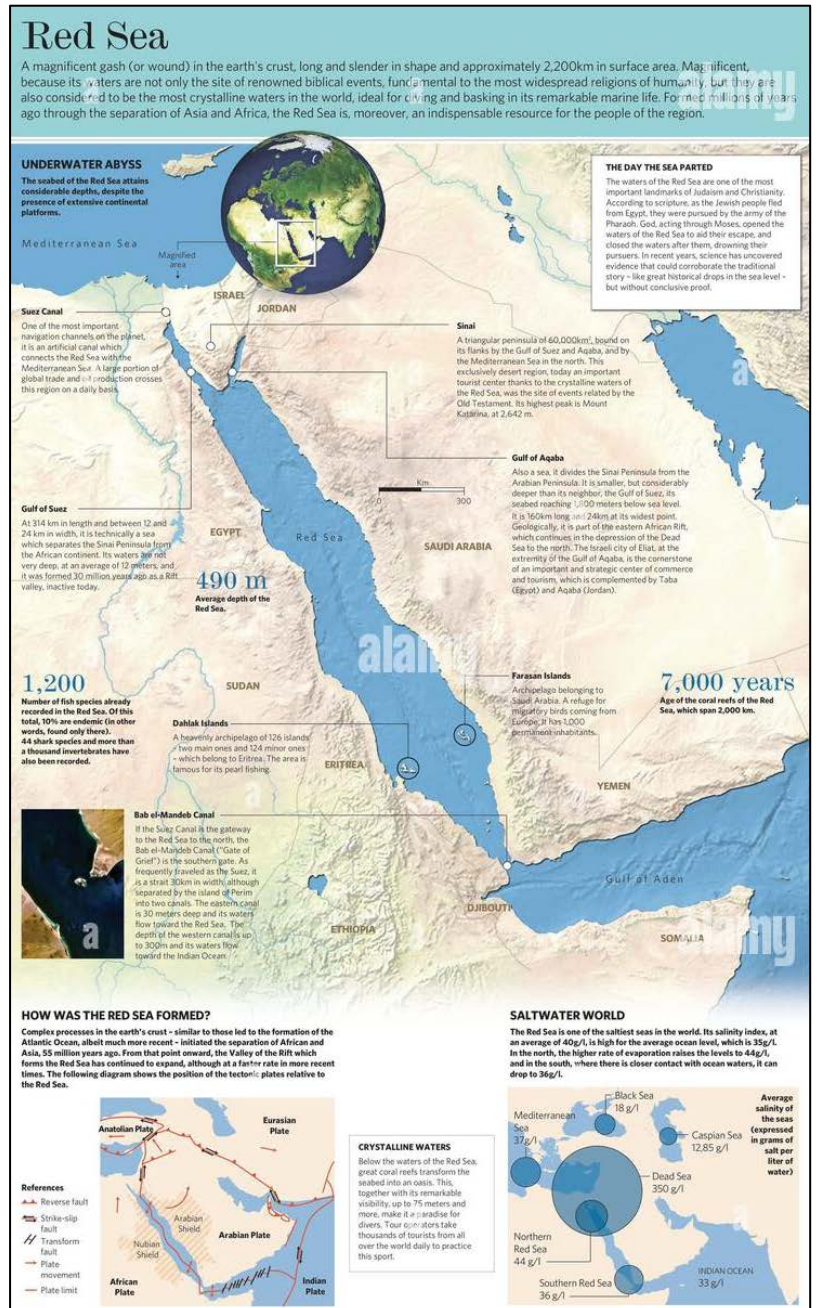 Red Sea
A magnificent gash (or wound) in the earth's crust, long and slender in shape and approximately 2,200km in surface area. Magnificent,
because its waters are not only the site of renowned biblical events, fundamental to the most widespread religions of humanity, but they are
also considered to be the most crystalline waters in the world, ideal for diving and basking in its remarkable marine life. Formed millions of years
ago through the separation of Asia and Africa, the Red Sea is, moreover, an indispensable resource for the people of the region.
UNDERWATER ABYSS
The seabed of the Red Sea attains
considerable depths, despite the
presence of extensive continental
platforms.
Mediterranean Sea
Magnified
area
ISRAEL
JORDAN
THE DAY THE SEA PARTED
The waters of the Red Sea are one of the most
important landmarks of Judaism and Christianity.
According to scripture, as the Jewish people fled
from Egypt, they were pursued by the army of the
Pharaoh. God, acting through Moses, opened the
waters of the Red Sea to aid their escape, and
closed the waters after them, drowning their
pursuers. In recent years, science has uncovered
evidence that could corroborate the traditional
story – like great historical drops in the sea level –
but without conclusive proof.
Suez Canal
One of the most important
navigation channels on the planet,
it is an artificial canal which
connects the Red Sea with the
Mediterranean Sea. A large portion of
global trade and oil production crosses
this region on a daily basis.
Sinai
A triangular peninsula of 60,000km², bound on
its flanks by the Gulf of Suez and Aqaba, and by
the Mediterranean Sea in the north. This
exclusively desert region, today an important
tourist center thanks to the crystalline waters of
the Red Sea, was the site of events related by the
Old Testament. Its highest peak is Mount
Katarina, at 2,642 m.
Gulf of Aqaba
Also a sea, it divides the Sinai Peninsula from the
Arabian Peninsula. It is smaller, but considerably
deeper than its neighbor, the Gulf of Suez, its
seabed reaching 1,800 meters below sea level.
It is 160km long and 24km at its widest point.
Geologically, it is part of the eastern African Rift,
which continues in the depression of the Dead
Sea to the north. The Israeli city of Eliat, at the
extremity of the Gulf of Aqaba, is the cornerstone
of an important and strategic center of commerce
and tourism, which is complemented by Taba
(Egypt) and Aqaba (Jordan).
Km
0 300
Gulf of Suez
At 314 km in length and between 12 and
24 km in width, it is technically a sea
which separates the Sinai Peninsula from
the African continent. Its waters are not
very deep, at an average of 12 meters, and
it was formed 30 million years ago as a Rift
valley, inactive today.
EGYPT
Red Sea
SAUDI ARABIA
490 m
Average depth of the
Red Sea.
alamy
1,200
Number of fish species already
recorded in the Red Sea. Of this
total, 10% are endemic (in other
words, found only there).
44 shark species and more than
a thousand invertebrates have
also been recorded.
SUDAN
Farasan Islands
Archipelago belonging to
Saudi Arabia. A refuge for
migratory birds coming from
Europe. It has 1,000
permanent inhabitants.
7,000 years
Age of the coral reefs of the Red
Sea, which span 2,000 km.
Dahlak Islands
A heavenly archipelago of 126 islands
– two main ones and 124 minor ones
– which belong to Eritrea. The area is
famous for its pearl fishing.
ERITREA
YEMEN
Bab el-Mandeb Canal
If the Suez Canal is the gateway
to the Red Sea to the north, the
Bab el-Mandeb Canal ("Gate of
Grief") is the southern gate. As
frequently traveled as the Suez, it
is a strait 30km in width, although
separated by the island of Perim
into two canals. The eastern canal
is 30 meters deep and its waters
flow toward the Red Sea. The
depth of the western canal is up
to 300m and its waters flow
toward the Indian Ocean.
Gulf of Aden
DJIBOUTI
ETHIOPIA
SOMALIA
alamy
HOW WAS THE RED SEA FORMED?
Complex processes in the earth's crust – similar to those led to the formation of the
Atlantic Ocean, albeit much more recent – initiated the separation of African and
Asia, 55 million years ago. From that point onward, the Valley of the Rift which
forms the Red Sea has continued to expand, although at a faster rate in more recent
times. The following diagram shows the position of the tectonic plates relative to
the Red Sea.
SALTWATER WORLD
The Red Sea is one of the saltiest seas in the world. Its salinity index, at
an average of 40g/l, is high for the average ocean level, which is 35g/l.
In the north, the higher rate of evaporation raises the levels to 44g/l,
and in the south, where there is closer contact with ocean waters, it can
drop to 36g/l.
References
Reverse fault
Strike-slip
fault
Transform
fault
Plate
movement
Plate limit
Anatolian Plate
Eurasian
Plate
Arabian
Shield
Nubian
Shield
Arabian Plate
African
Plate
Indian
Plate
CRYSTALLINE WATERS
Below the waters of the Red Sea,
great coral reefs transform the
seabed into an oasis. This,
together with its remarkable
visibility, up to 75 meters and
more, make it a paradise for
divers. Tour operators take
thousands of tourists from all
over the world daily to practice
this sport.
Average
salinity of
the seas
(expressed
in grams of
salt per
liter of
water)
Black Sea
18 g/l
Mediterranean
Sea
37g/l
Caspian Sea
12,85 g/l
Dead Sea
350 g/l
Northern
Red Sea
44 g/l
Southern Red Sea
36 g/l
INDIAN OCEAN
33 g/l